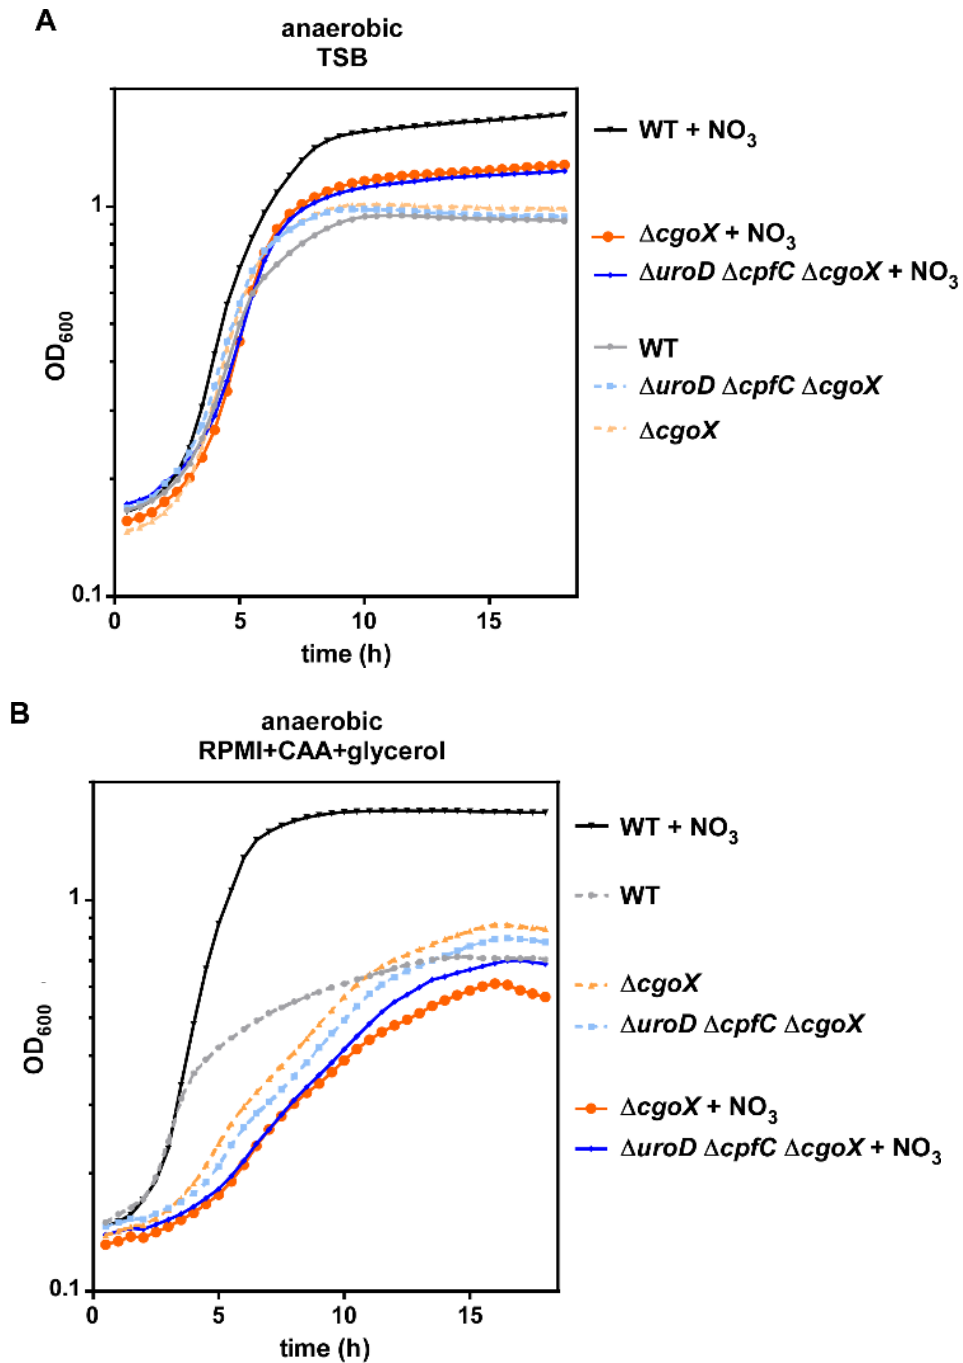 A
anaerobic
TSB
WT + NO₃
ΔcgoX + NO₃
ΔuroD ΔcpfC ΔcgoX + NO₃
WT
ΔuroD ΔcpfC ΔcgoX
ΔcgoX
OD₆₀₀
1
0.1
0 5 10 15
time (h)
B
anaerobic
RPMI+CAA+glycerol
WT + NO₃
WT
ΔcgoX
ΔuroD ΔcpfC ΔcgoX
ΔcgoX + NO₃
ΔuroD ΔcpfC ΔcgoX + NO₃
OD₆₀₀
1
0.1
0 5 10 15
time (h)